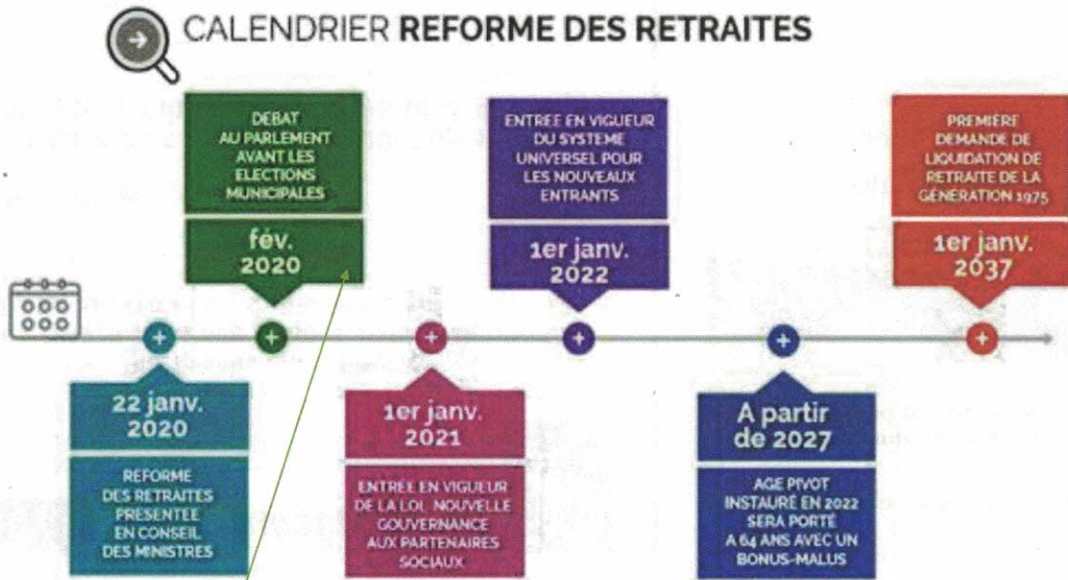 CALENDRIER REFORME DES RETRAITES
DEBAT
AU PARLEMENT
AVANT LES
ELECTIONS
MUNICIPALES
fév.
2020
ENTREE EN VIGUEUR
DU SYSTEME
UNIVERSEL POUR
LES NOUVEAUX
ENTRANTS
1er janv.
2022
PREMIÈRE
DEMANDE DE
LIQUIDATION DE
RETRAITE DE LA
GÉNÉRATION 1975
1er janv.
2037
22 janv.
2020
REFORME
DES RETRAITES
PRESENTEE
EN CONSEIL
DES MINISTRES
1er janv.
2021
ENTRÉE EN VIGUEUR
DE LA LOI, NOUVELLE
GOUVERNANCE
AUX PARTENAIRES
SOCIAUX
A partir
de 2027
AGE PIVOT
INSTAURÉ EN 2022
SERA PORTÉ
A 64 ANS AVEC UN
BONUS-MALUS